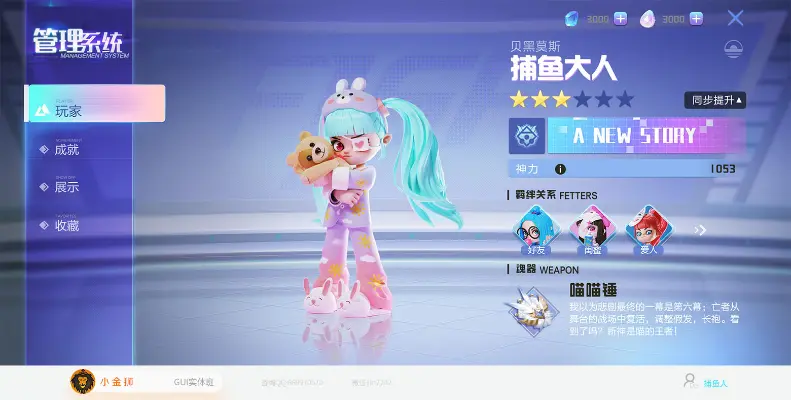 管理系统
MANAGEMENT SYSTEM
玩家
成就
展示
收藏
3000
3000
贝黑莫斯
捕鱼大人
同步提升
A NEW STORY
神力
1053
羁绊关系 FETTERS
好友
闺蜜
爱人
魂器 WEAPON
喵喵锤
我以为悲剧最终的一幕是第六幕；亡者从
舞台的战场中复活，调整假发，长袍。看
到了吗？新神是喵的王者！
小金狮
GUI实体班
捕鱼人